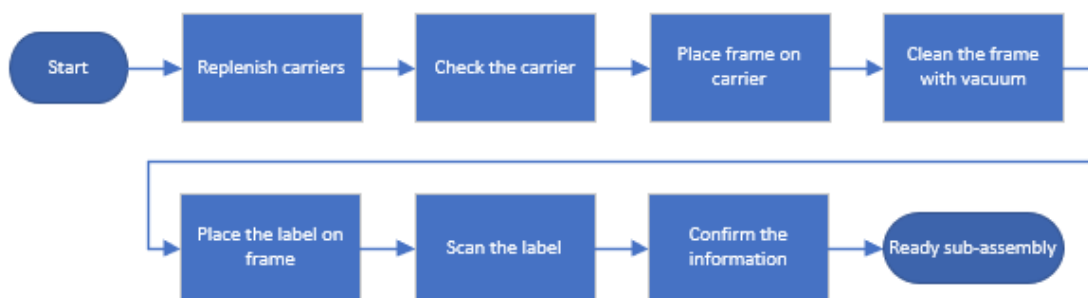 Start
Replenish carriers
Check the carrier
Place frame on
carrier
Clean the frame
with vacuum
Place the label on
frame
Scan the label
Confirm the
information
Ready sub-assembly